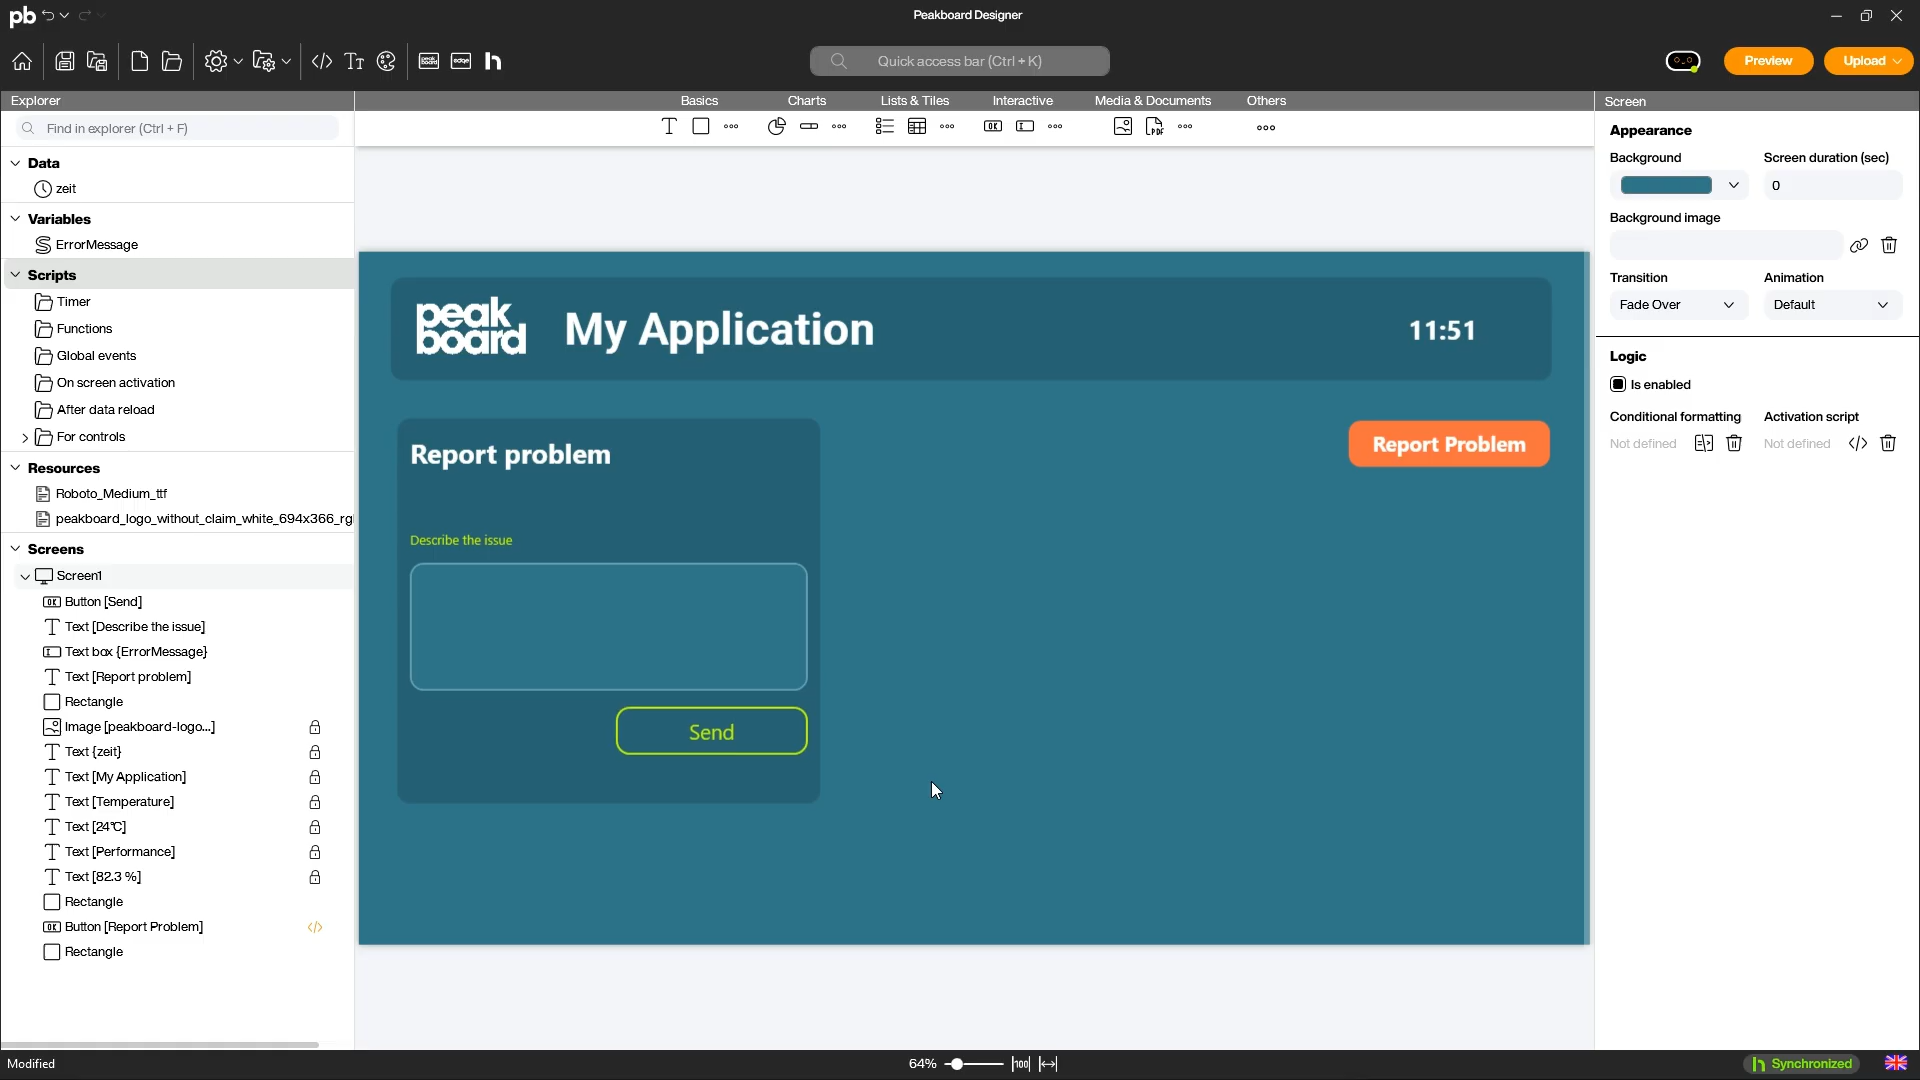 pb
Peakboard Designer
Quick access bar (Ctrl + K)
Preview
Upload
Explorer
Basics
Charts
Lists & Tiles
Interactive
Media & Documents
Others
Screen
Find in explorer (Ctrl + F)
Data
zeit
Variables
ErrorMessage
Scripts
Timer
Functions
Global events
On screen activation
After data reload
For controls
Resources
Roboto_Medium_ttf
peakboard_logo_without_claim_white_694x366_rg
Screens
Screen1
Button [Send]
Text [Describe the issue]
Text box {ErrorMessage}
Text [Report problem]
Rectangle
Image [peakboard-logo...]
Text {zeit}
Text [My Application]
Text [Temperature]
Text [24°C]
Text [Performance]
Text [82.3 %]
Rectangle
Button [Report Problem]
Rectangle
peak
board
My Application
11:51
Report problem
Report Problem
Describe the issue
Send
Appearance
Background
Screen duration (sec)
0
Background image
Transition
Animation
Fade Over
Default
Logic
Is enabled
Conditional formatting
Activation script
Not defined
Not defined
Modified
64%
100
Synchronized